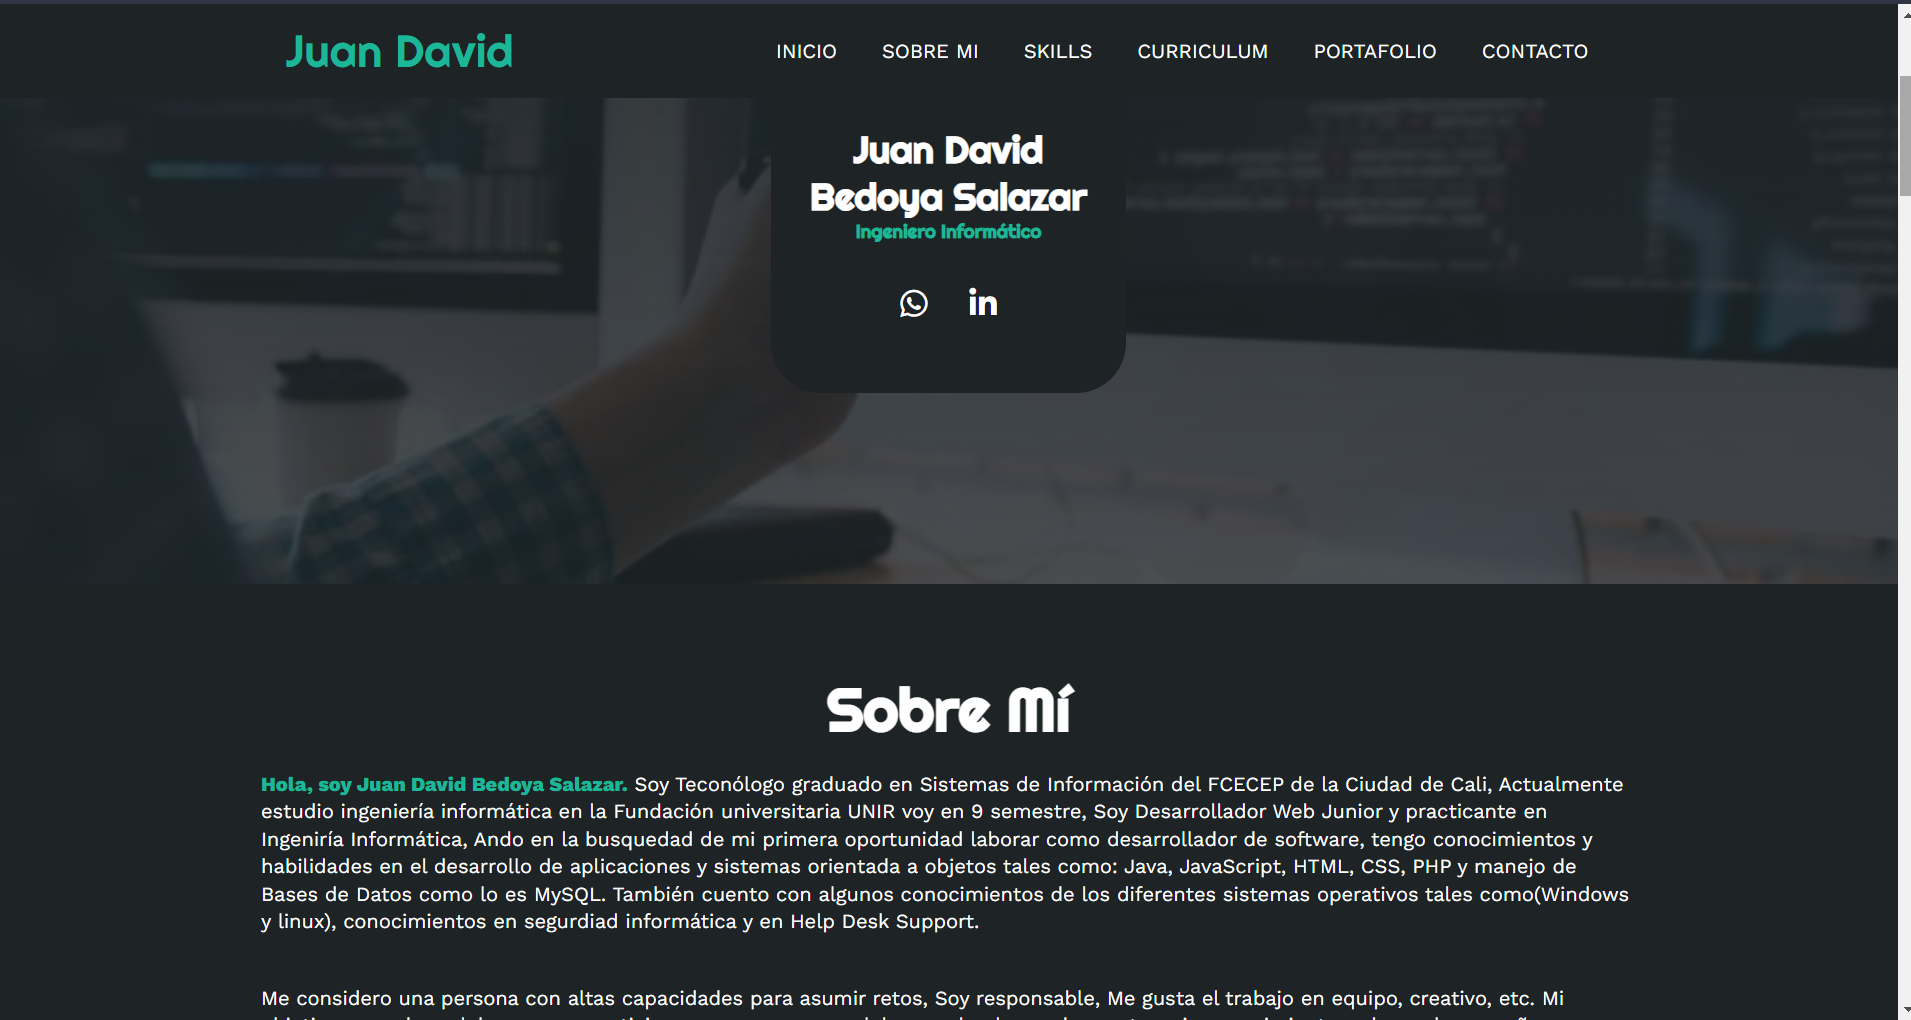 Juan David
INICIO SOBRE MI SKILLS CURRICULUM PORTAFOLIO CONTACTO
Juan David
Bedoya Salazar
Ingeniero Informático
Sobre Mí
Hola, soy Juan David Bedoya Salazar. Soy Teconólogo graduado en Sistemas de Información del FCECEP de la Ciudad de Cali, Actualmente
estudio ingeniería informática en la Fundación universitaria UNIR voy en 9 semestre, Soy Desarrollador Web Junior y practicante en
Ingeniría Informática, Ando en la busquedad de mi primera oportunidad laborar como desarrollador de software, tengo conocimientos y
habilidades en el desarrollo de aplicaciones y sistemas orientada a objetos tales como: Java, JavaScript, HTML, CSS, PHP y manejo de
Bases de Datos como lo es MySQL. También cuento con algunos conocimientos de los diferentes sistemas operativos tales como(Windows
y linux), conocimientos en segurdiad informática y en Help Desk Support.
Me considero una persona con altas capacidades para asumir retos, Soy responsable, Me gusta el trabajo en equipo, creativo, etc. Mi